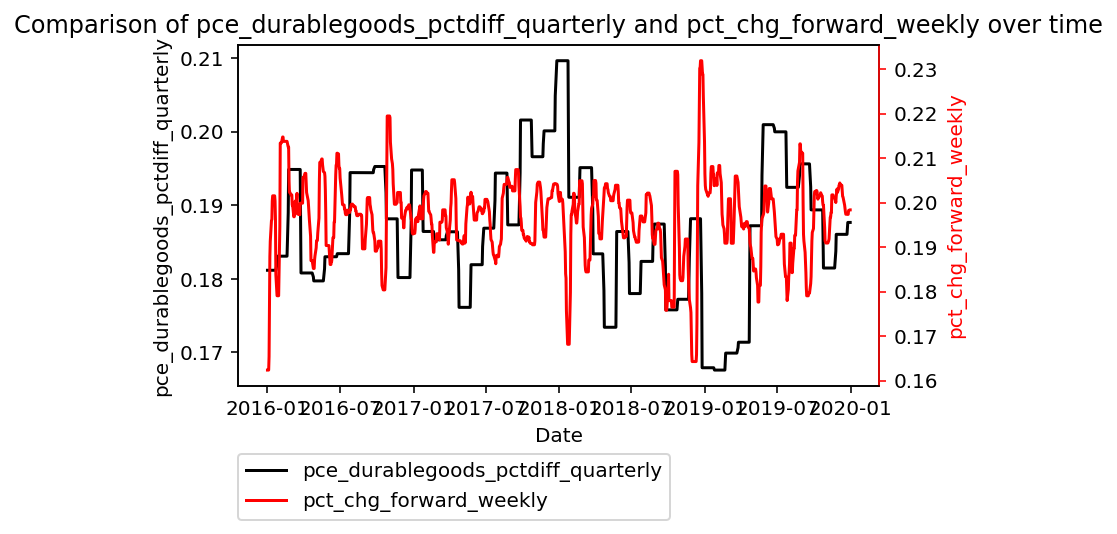 Comparison of pce_durablegoods_pctdiff_quarterly and pct_chg_forward_weekly over time
pce_durablegoods_pctdiff_quarterly
0.21
0.20
0.19
0.18
0.17
0.23
0.22
0.21
0.20
0.19
0.18
0.17
0.16
pct_chg_forward_weekly
2016-01 2016-07 2017-01 2017-07 2018-01 2018-07 2019-01 2019-07 2020-01
Date
pce_durablegoods_pctdiff_quarterly
pct_chg_forward_weekly